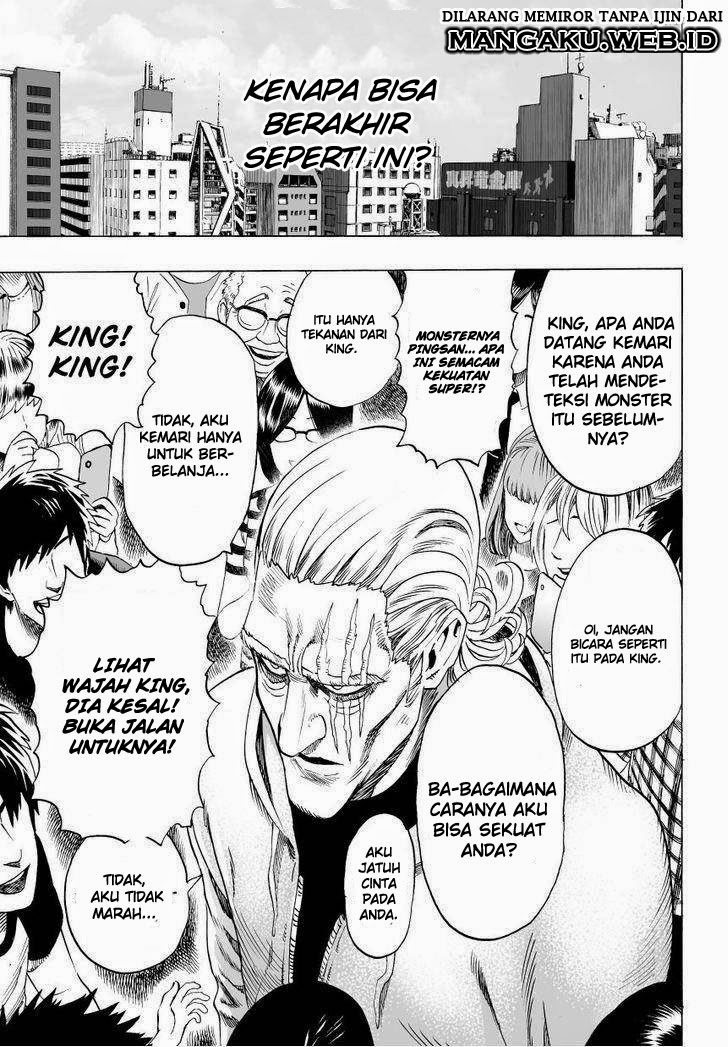 DILARANG MEMIROR TANPA IJIN DARI
MANGAKU.WEB.ID
KENAPA BISA
BERAKHIR
SEPERTI INI?
KING, APA ANDA
DATANG KEMARI
KARENA ANDA
TELAH MENDE-
TEKSI MONSTER
ITU SEBELUM-
NYA?
MONSTERNYA
PINGSAN... APA
INI SEMACAM
KEKUATAN
SUPER!?
ITU HANYA
TEKANAN DARI
KING.
KING!
KING!
TIDAK, AKU
KEMARI HANYA
UNTUK BER-
BELANJA...
OI, JANGAN
BICARA SEPERTI
ITU PADA KING.
LIHAT
WAJAH KING,
DIA KESAL!
BUKA JALAN
UNTUKNYA!
BA-BAGAIMANA
CARANYA AKU
BISA SEKUAT
ANDA?
AKU
JATUH
CINTA
PADA
ANDA.
TIDAK,
AKU TIDAK
MARAH...